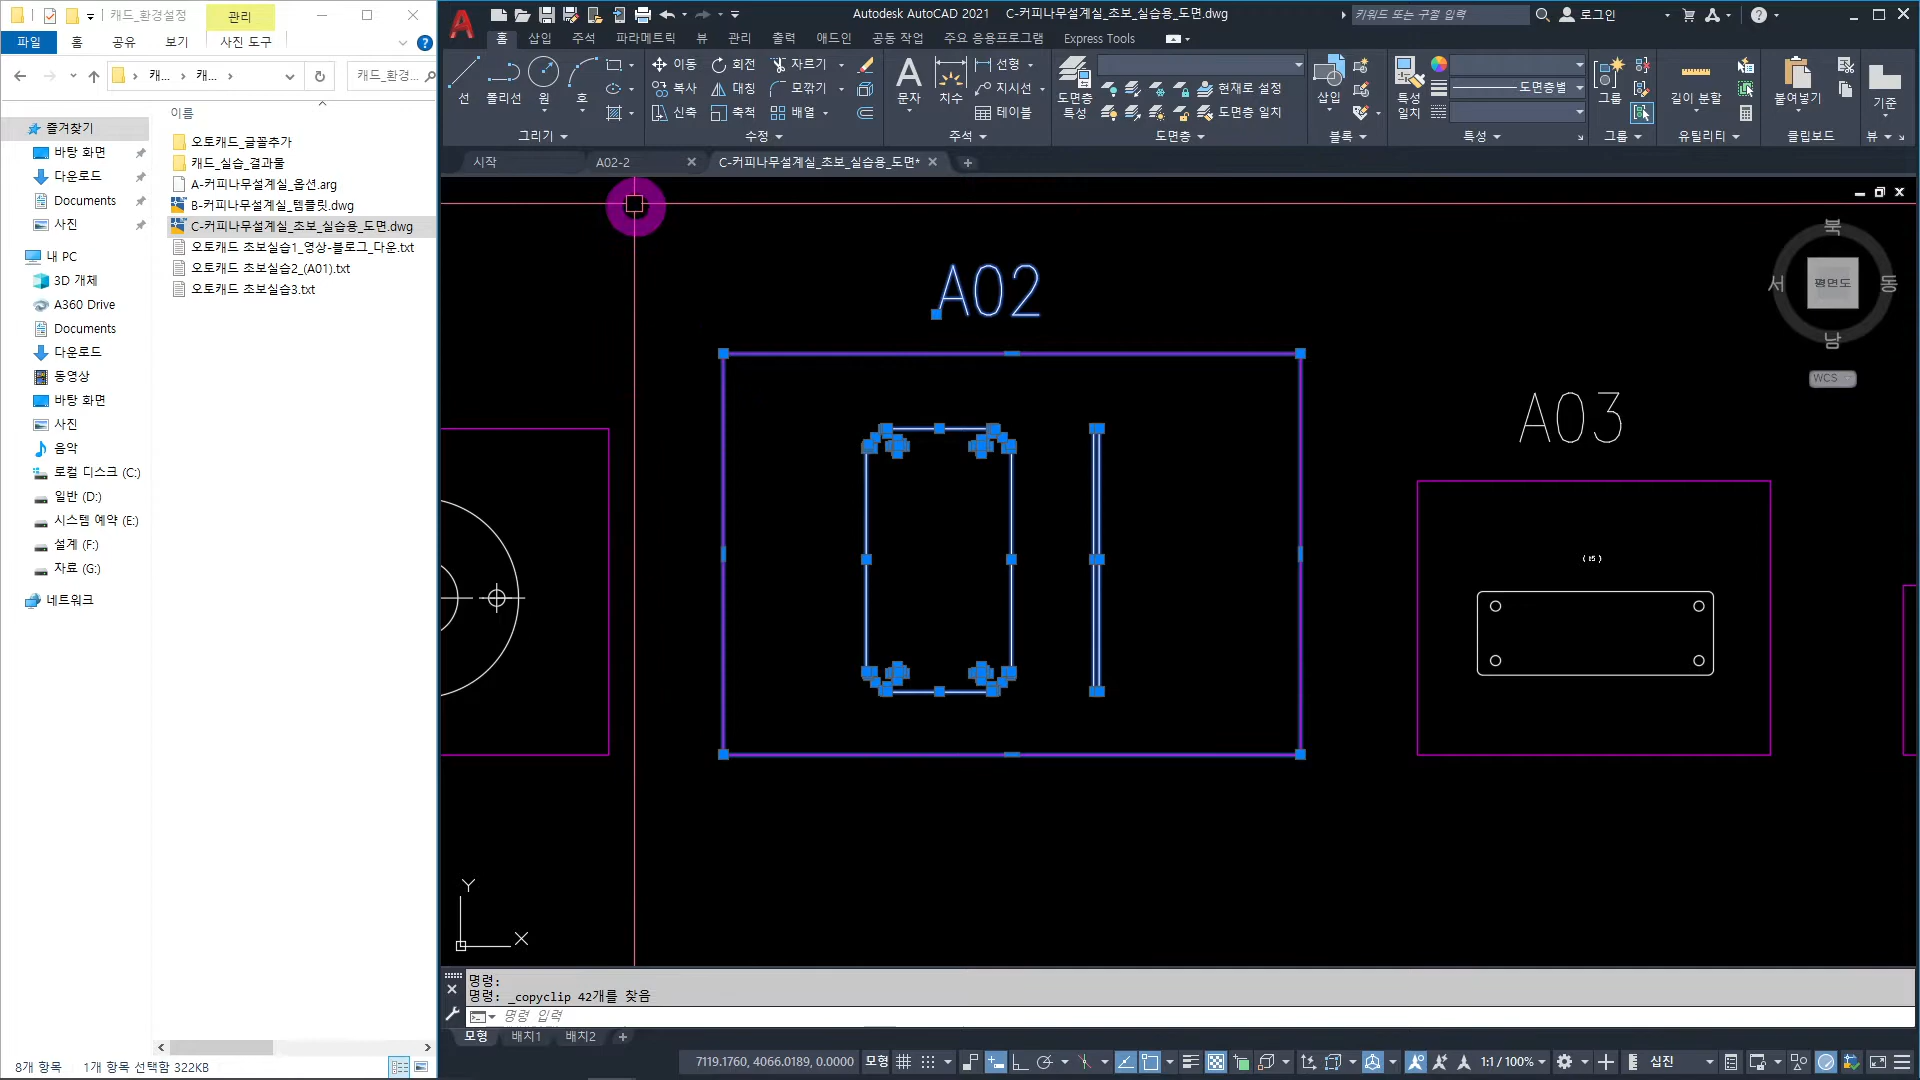 캐드_환경설정
관리
파일
홈
공유
보기
사진 도구
캐...
캐...
캐드_환경...
이름
즐겨찾기
바탕 화면
다운로드
Documents
사진
내 PC
3D 개체
A360 Drive
Documents
다운로드
동영상
바탕 화면
사진
음악
로컬 디스크 (C:)
일반 (D:)
시스템 예약 (E:)
설계 (F:)
자료 (G:)
네트워크
오토캐드_글꼴추가
캐드_실습_결과물
A-커피나무설계실_옵션.arg
B-커피나무설계실_템플릿.dwg
C-커피나무설계실_초보_실습용_도면.dwg
오토캐드 초보실습1_영상-블로그_다운.txt
오토캐드 초보실습2_(A01).txt
오토캐드 초보실습3.txt
8개 항목
1개 항목 선택함 322KB
Autodesk AutoCAD 2021
C-커피나무설계실_초보_실습용_도면.dwg
키워드 또는 구절 입력
로그인
홈
삽입
주석
파라메트릭
뷰
관리
출력
애드인
공동 작업
주요 응용프로그램
Express Tools
선
폴리선
원
호
그리기
이동
회전
자르기
복사
대칭
모깎기
신축
축척
배열
수정
문자
치수
선형
지시선
테이블
주석
도면층
특성
현재로 설정
도면층 일치
도면층
삽입
블록
특성
일치
도면층별
특성
그룹
그룹
길이 분할
유틸리티
붙여넣기
클립보드
기준
뷰
시작
A02-2
C-커피나무설계실_초보_실습용_도면*
A02
A03
( t5 )
북
서
평면도
동
남
WCS
Y
X
명령:
명령: _copyclip 42개를 찾음
명령 입력
모형
배치1
배치2
7119.1760, 4066.0189, 0.0000
모형
1:1 / 100%
십진